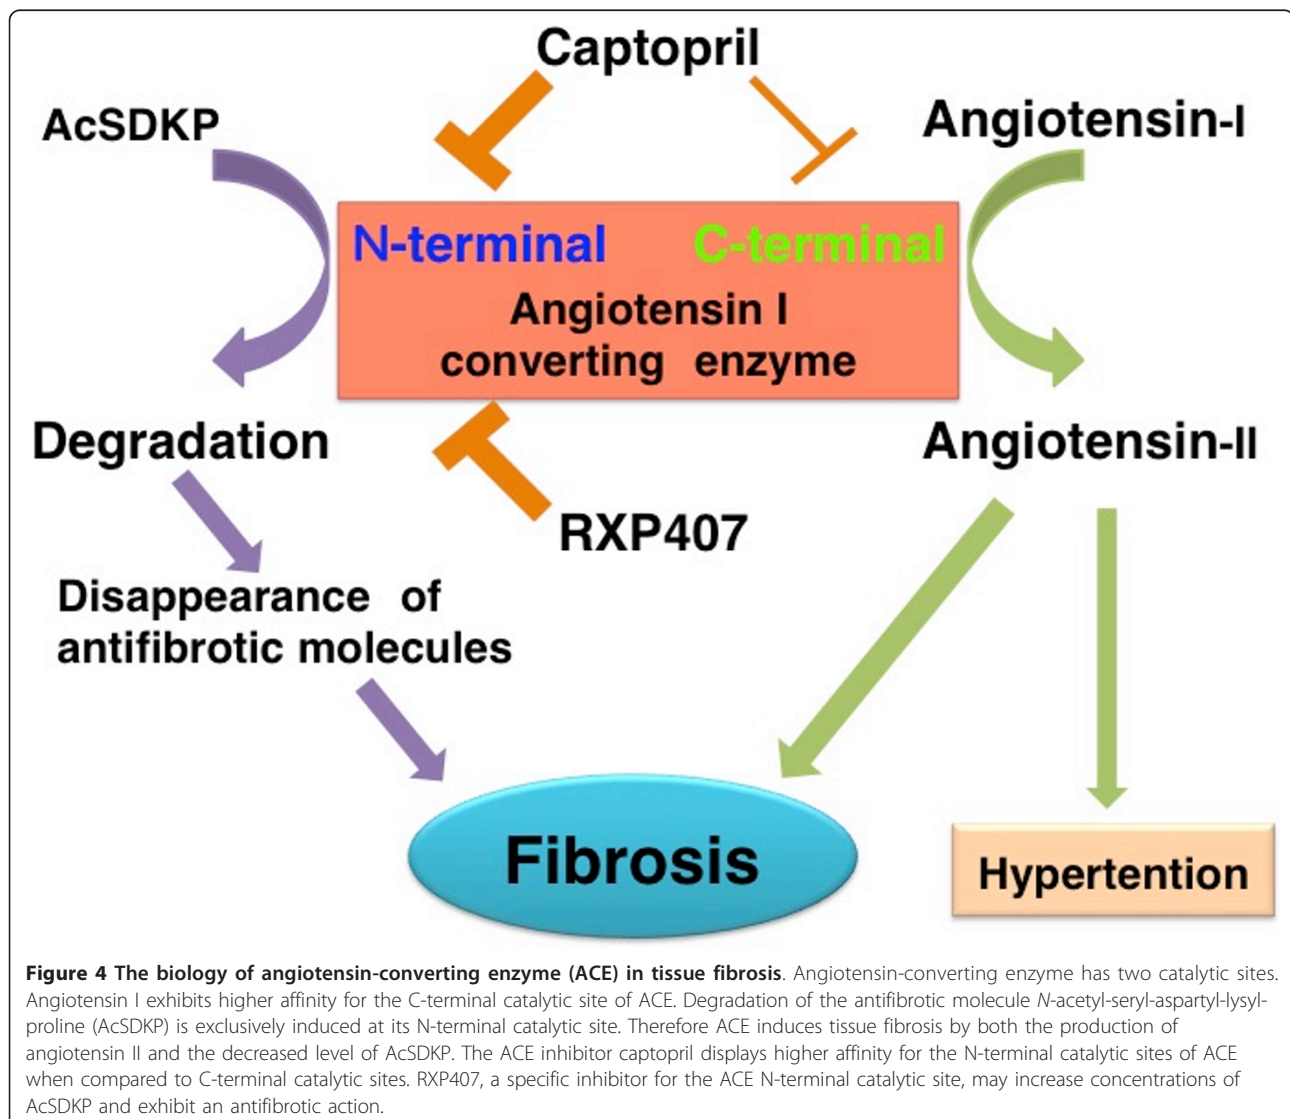 Captopril
AcSDKP
Angiotensin-I
N-terminal
C-terminal
Angiotensin I
converting enzyme
Degradation
Angiotensin-II
RXP407
Disappearance of
antifibrotic molecules
Fibrosis
Hypertention
Figure 4 The biology of angiotensin-converting enzyme (ACE) in tissue fibrosis. Angiotensin-converting enzyme has two catalytic sites.
Angiotensin I exhibits higher affinity for the C-terminal catalytic site of ACE. Degradation of the antifibrotic molecule N-acetyl-seryl-aspartyl-lysyl-
proline (AcSDKP) is exclusively induced at its N-terminal catalytic site. Therefore ACE induces tissue fibrosis by both the production of
angiotensin II and the decreased level of AcSDKP. The ACE inhibitor captopril displays higher affinity for the N-terminal catalytic sites of ACE
when compared to C-terminal catalytic sites. RXP407, a specific inhibitor for the ACE N-terminal catalytic site, may increase concentrations of
AcSDKP and exhibit an antifibrotic action.